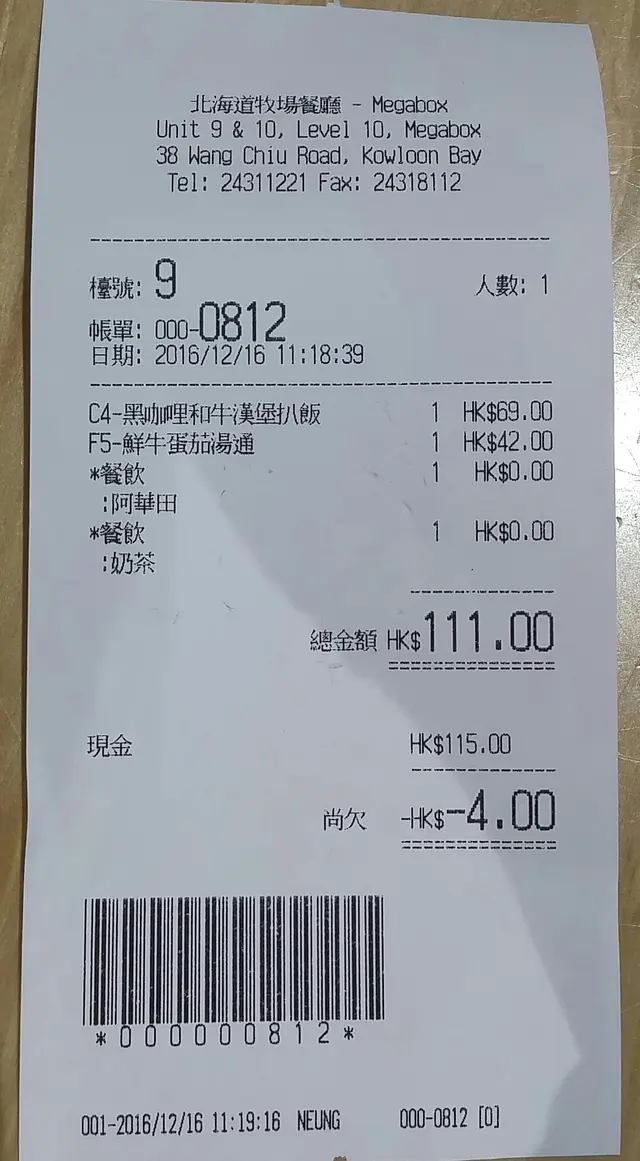 北海道牧場餐廳 - Megabox
Unit 9 & 10, Level 10, Megabox
38 Wang Chiu Road, Kowloon Bay
Tel: 24311221 Fax: 24318112
檯號: 9 人數: 1
帳單: 000-0812
日期: 2016/12/16 11:18:39
C4-黑咖哩和牛漢堡扒飯 1 HK$69.00
F5-鮮牛蛋茄湯通 1 HK$42.00
*餐飲 1 HK$0.00
:阿華田
*餐飲 1 HK$0.00
:奶茶
總金額 HK$111.00
現金 HK$115.00
尚欠 -HK$-4.00
*000000812*
001-2016/12/16 11:19:16 NEUNG 000-0812 [0]